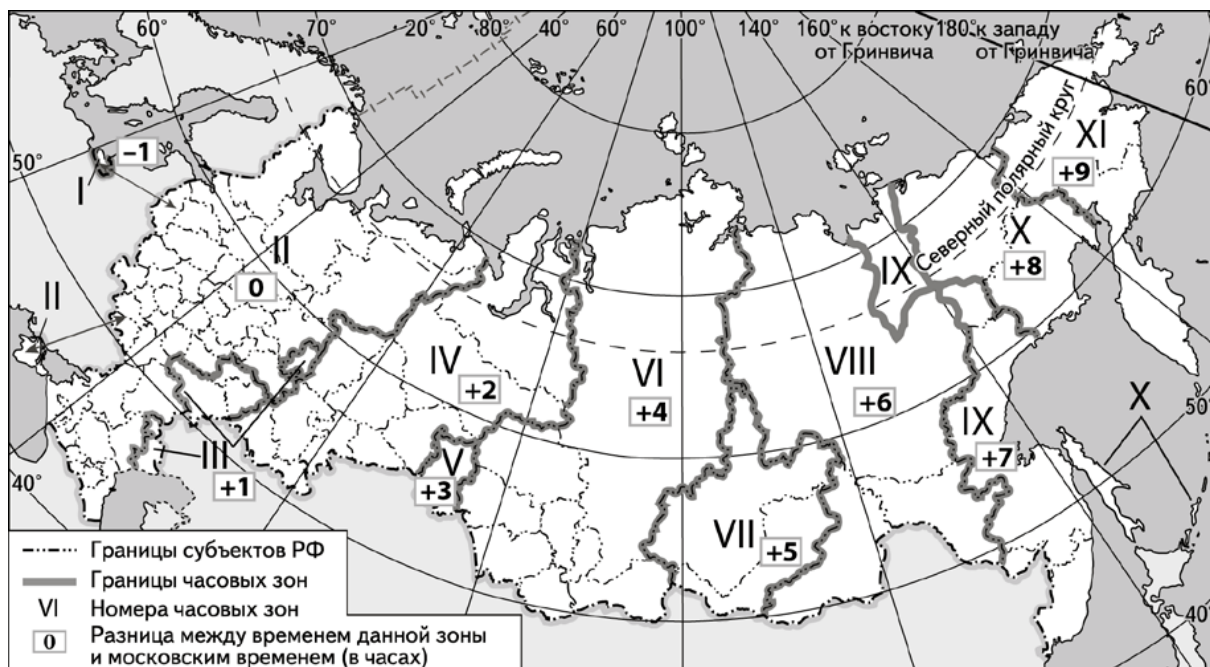 60°
70°
20°
80°
40°
60°
80°
100°
120°
140°
160° к востоку
от Гринвича
180° к западу
от Гринвича
60°
50°
I
–1
II
0
II
40°
III
+1
IV
+2
V
+3
VI
+4
VII
+5
VIII
+6
IX
IX
+7
X
+8
XI
+9
Северный полярный круг
X
50°
40°
Границы субъектов РФ
Границы часовых зон
VI Номера часовых зон
0 Разница между временем данной зоны
и московским временем (в часах)